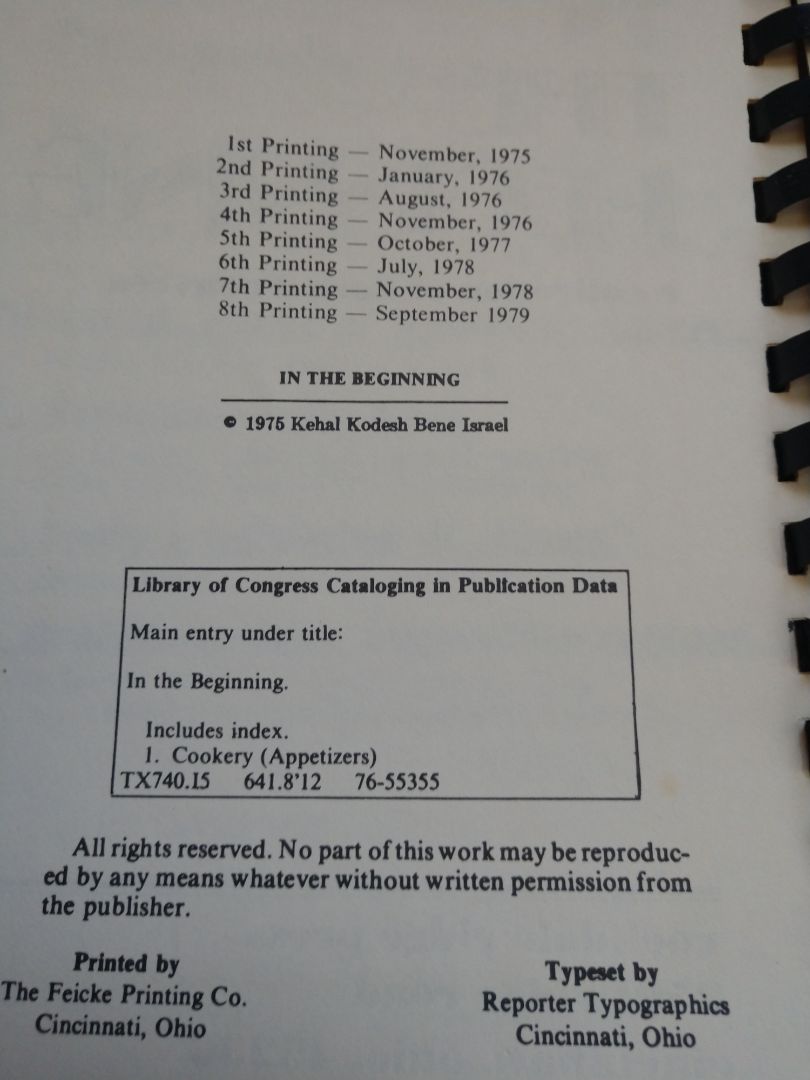 1st Printing — November, 1975
2nd Printing — January, 1976
3rd Printing — August, 1976
4th Printing — November, 1976
5th Printing — October, 1977
6th Printing — July, 1978
7th Printing — November, 1978
8th Printing — September 1979
IN THE BEGINNING
© 1975 Kehal Kodesh Bene Israel
Library of Congress Cataloging in Publication Data
Main entry under title:
In the Beginning.
Includes index.
1. Cookery (Appetizers)
TX740.I5 641.8'12 76-55355
All rights reserved. No part of this work may be reproduc-
ed by any means whatever without written permission from
the publisher.
Printed by
The Feicke Printing Co.
Cincinnati, Ohio
Typeset by
Reporter Typographics
Cincinnati, Ohio